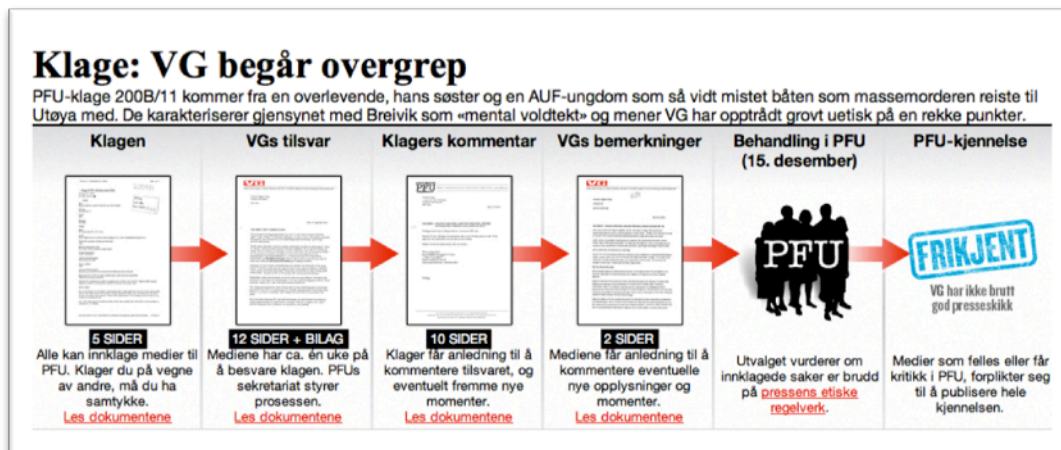 Klage: VG begår overgrep
PFU-klage 200B/11 kommer fra en overlevende, hans søster og en AUF-ungdom som så vidt mistet båten som massemorderen reiste til
Utøya med. De karakteriserer gjensynet med Breivik som «mental voldtekt» og mener VG har opptrådt grovt uetisk på en rekke punkter.
Klagen
5 SIDER
Alle kan innklage medier til
PFU. Klager du på vegne
av andre, må du ha
samtykke.
Les dokumentene
VGs tilsvar
VG
12 SIDER + BILAG
Mediene har ca. én uke på
å besvare klagen. PFUs
sekretariat styrer
prosessen.
Les dokumentene
Klagers kommentar
PFU
10 SIDER
Klager får anledning til å
kommentere tilsvaret, og
eventuelt fremme nye
momenter.
Les dokumentene
VGs bemerkninger
VG
2 SIDER
Mediene får anledning til å
kommentere eventuelle
nye opplysninger og
momenter.
Les dokumentene
Behandling i PFU
(15. desember)
PFU
Utvalget vurderer om
innklagede saker er brudd
på pressens etiske
regelverk.
PFU-kjennelse
FRIKJENT
VG har ikke brutt
god presseskikk
Medier som felles eller får
kritikk i PFU, forplikter seg
til å publisere hele
kjennelsen.